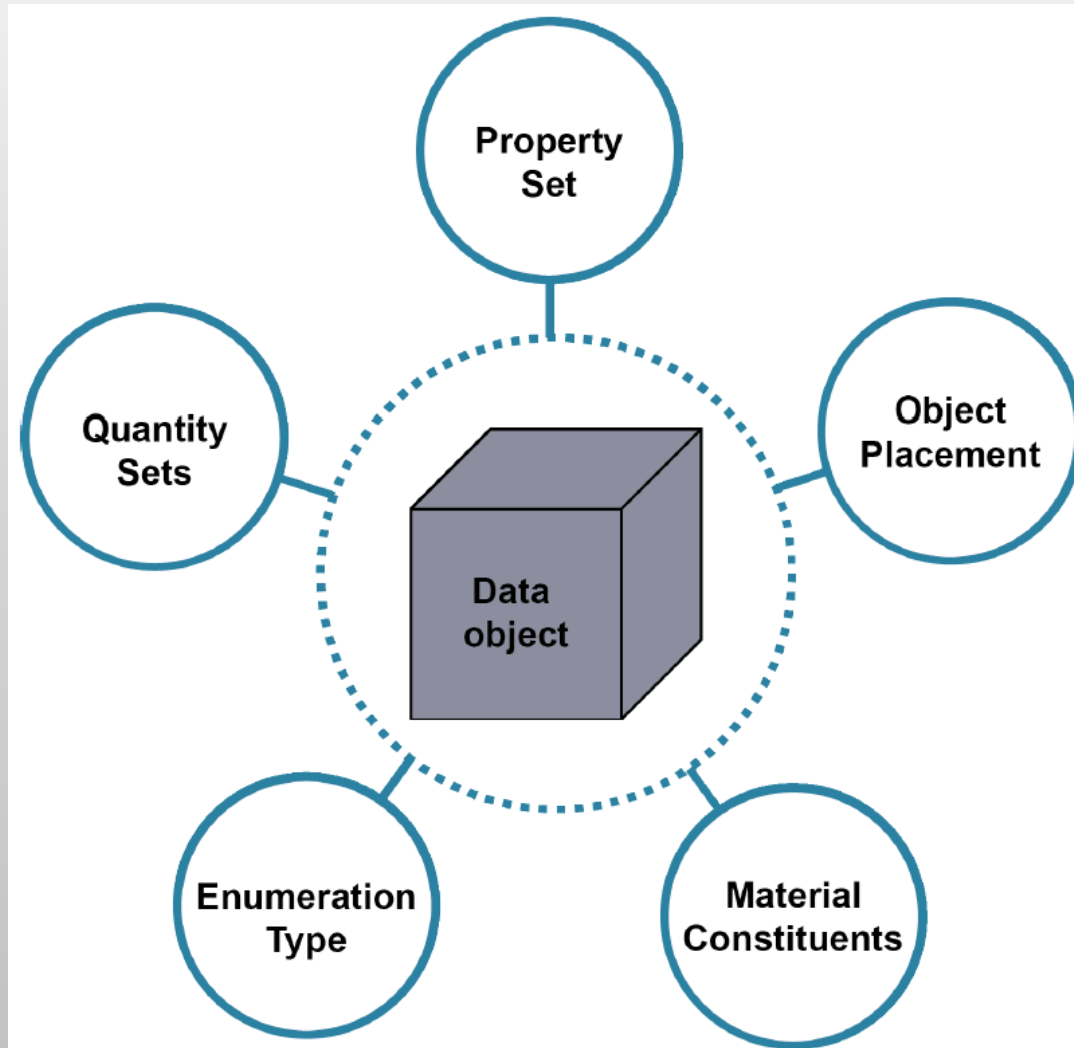 Property
Set
Quantity
Sets
Object
Placement
Data
object
Enumeration
Type
Material
Constituents